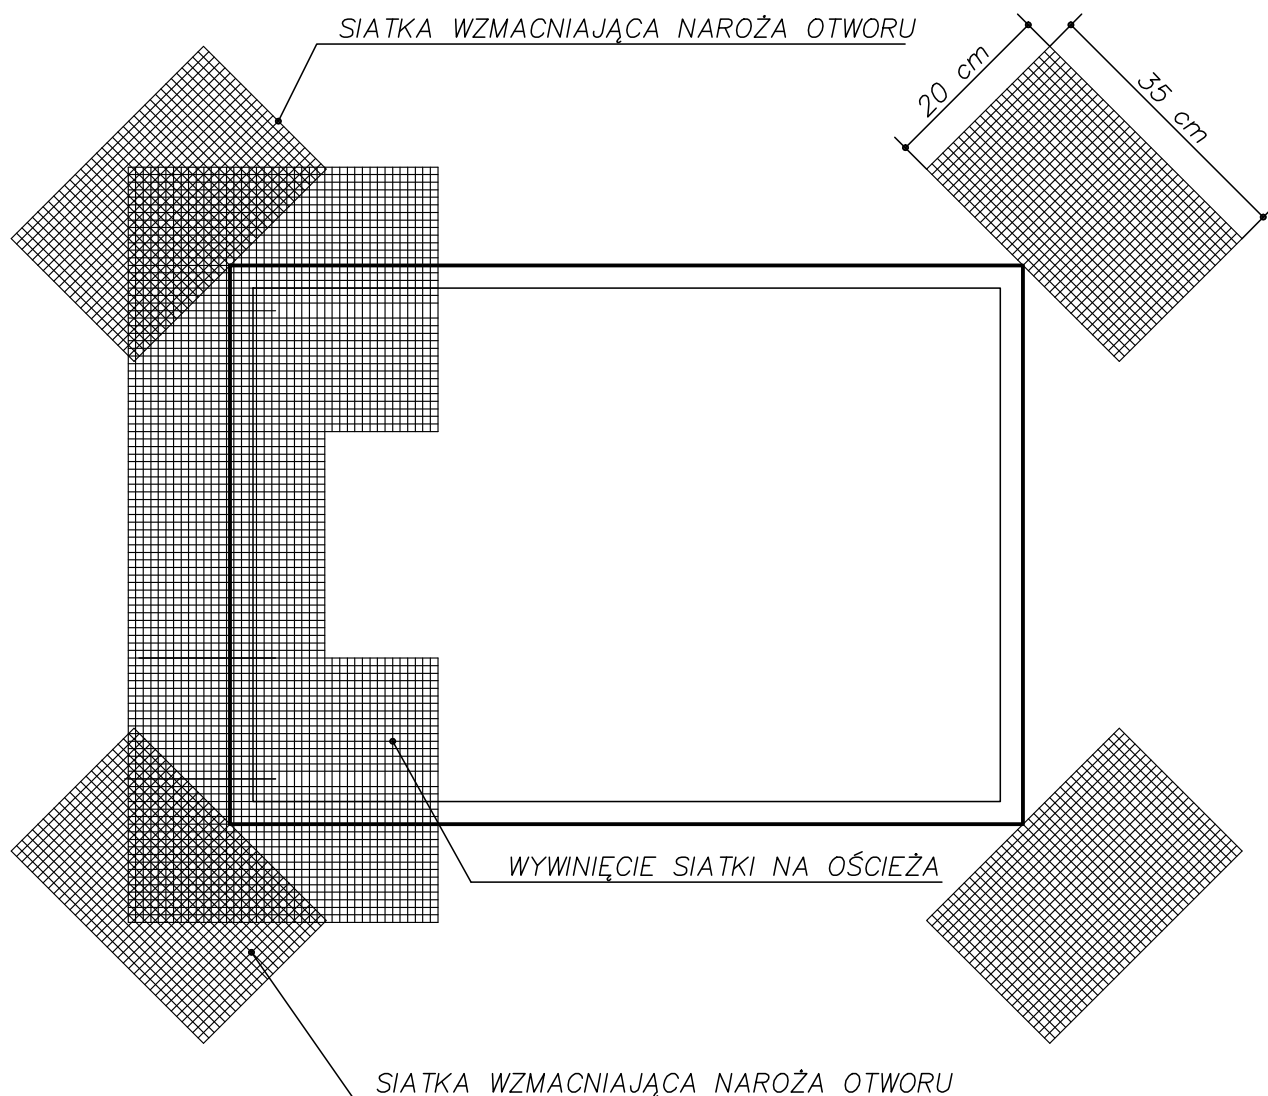 SIATKA WZMACNIAJĄCA NAROŻA OTWORU
20 cm
35 cm
WYWINIĘCIE SIATKI NA OŚCIEŻA
SIATKA WZMACNIAJĄCA NAROŻA OTWORU